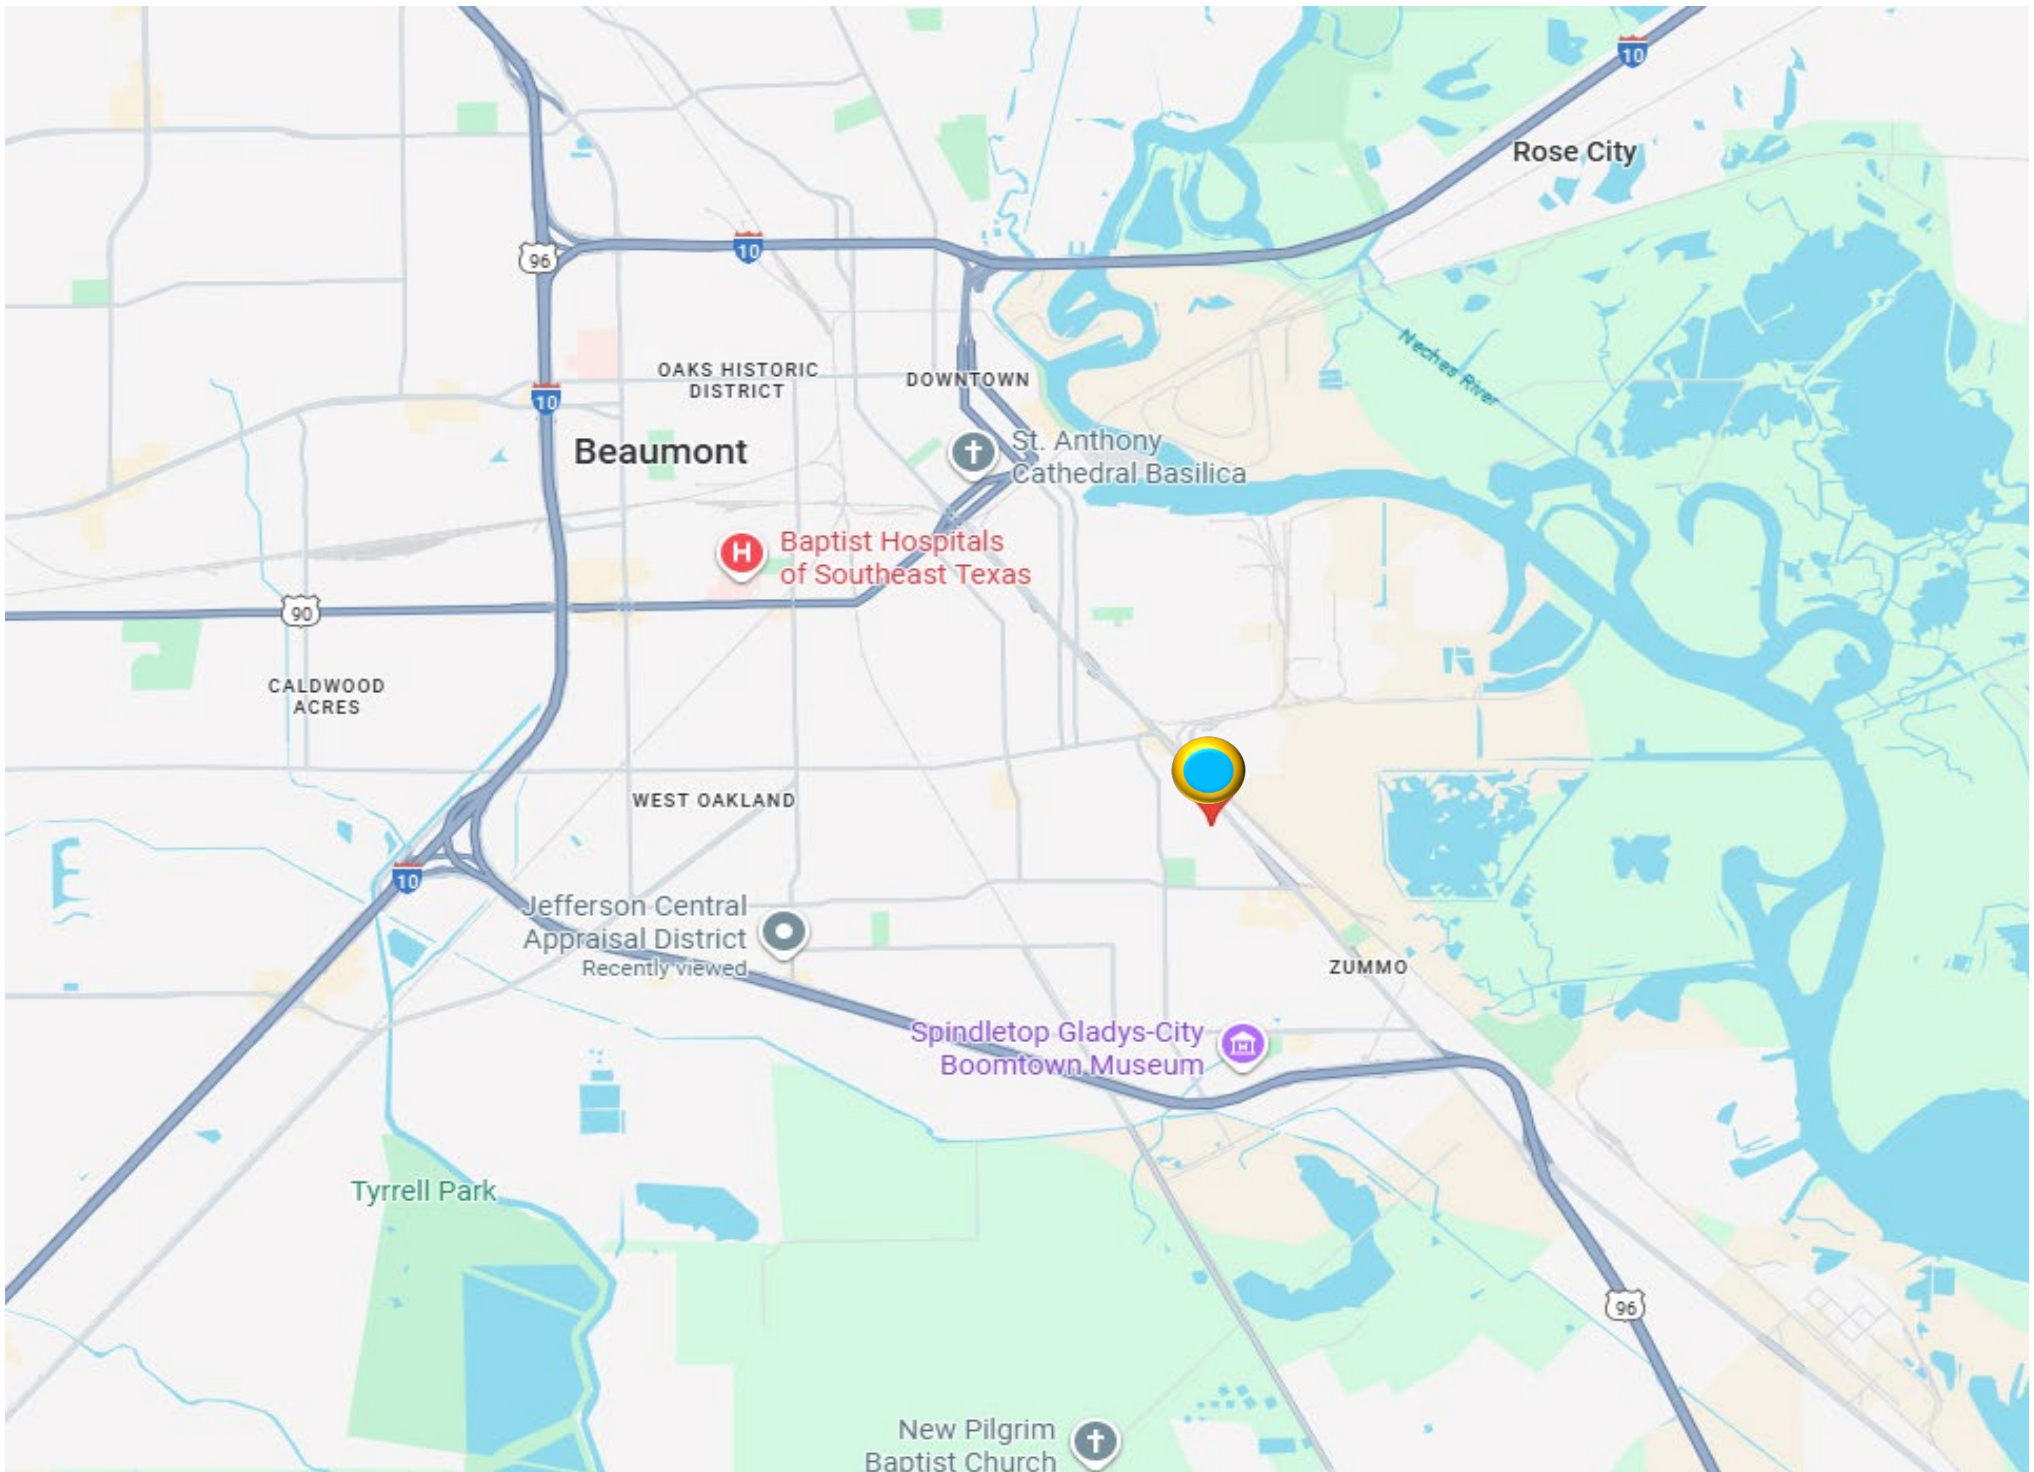 10
Rose City
96
10
Neches River
OAKS HISTORIC
DISTRICT
DOWNTOWN
10
Beaumont
St. Anthony
Cathedral Basilica
H
Baptist Hospitals
of Southeast Texas
90
CALDWOOD
ACRES
WEST OAKLAND
10
Jefferson Central
Appraisal District
Recently viewed
ZUMMO
Spindletop Gladys-City
Boomtown Museum
Tyrrell Park
96
New Pilgrim
Baptist Church